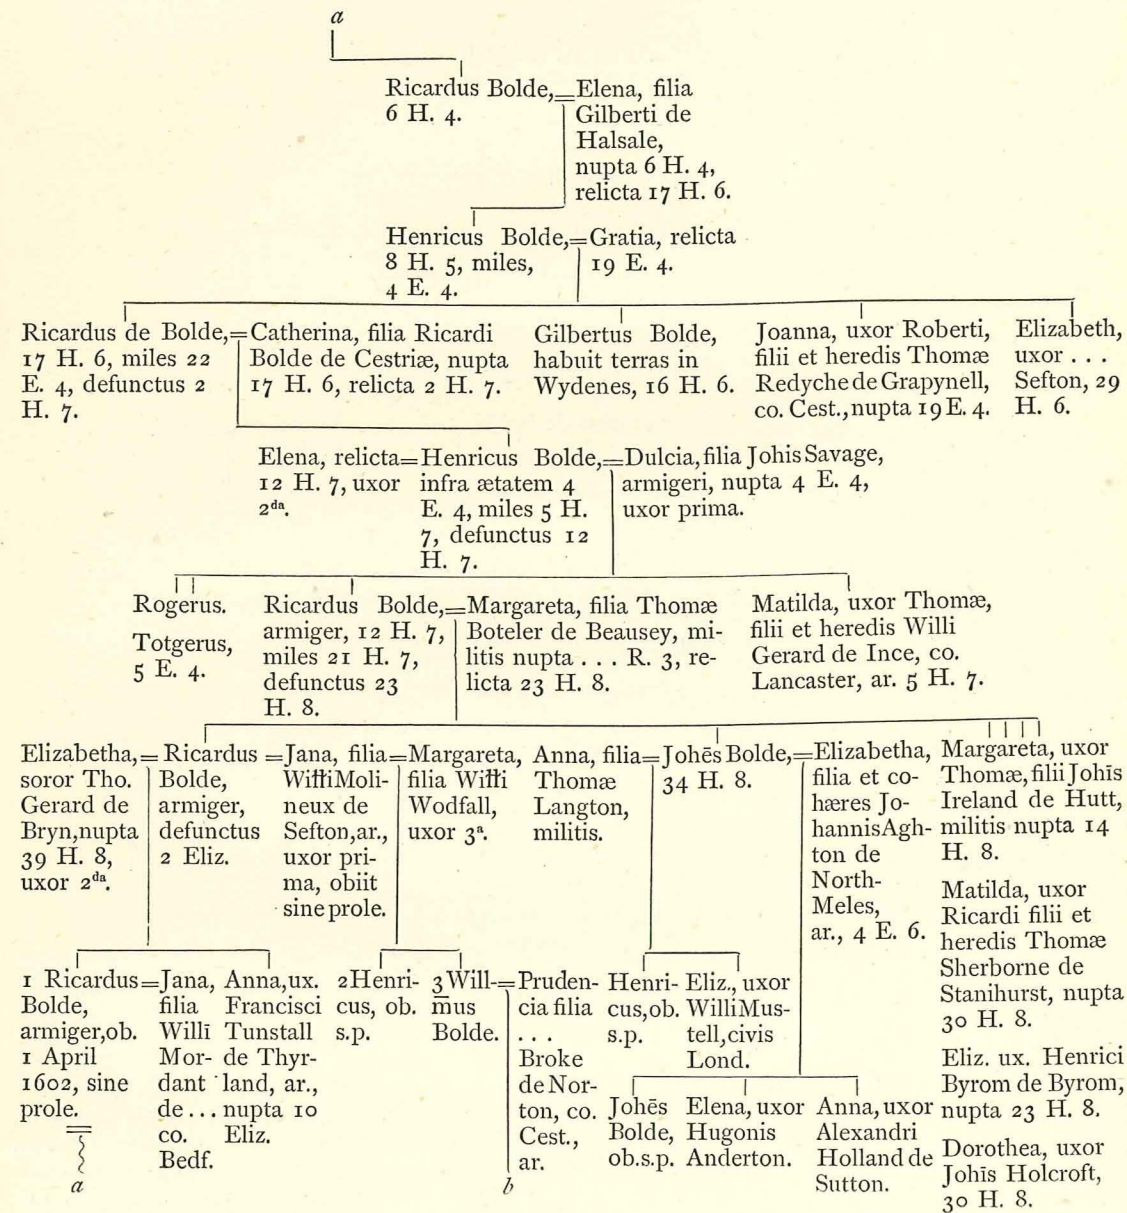 a
Ricardus Bolde,
6 H. 4.
Elena, filia
Gilberti de
Halsale,
nupta 6 H. 4,
relicta 17 H. 6.
Henricus Bolde,
8 H. 5, miles,
4 E. 4.
Gratia, relicta
19 E. 4.
Ricardus de Bolde,
17 H. 6, miles 22
E. 4, defunctus 2
H. 7.
Catherina, filia Ricardi
Bolde de Cestriæ, nupta
17 H. 6, relicta 2 H. 7.
Gilbertus Bolde,
habuit terras in
Wydenes, 16 H. 6.
Joanna, uxor Roberti,
filii et heredis Thomæ
Redyche de Grapynell,
co. Cest., nupta 19 E. 4.
Elizabeth,
uxor . . .
Sefton, 29
H. 6.
Elena, relicta
12 H. 7, uxor
2da.
Henricus Bolde,
infra ætatem 4
E. 4, miles 5 H.
7, defunctus 12
H. 7.
Dulcia, filia Johis Savage,
armigeri, nupta 4 E. 4,
uxor prima.
Rogerus.
Totgerus,
5 E. 4.
Ricardus Bolde,
armiger, 12 H. 7,
miles 21 H. 7,
defunctus 23
H. 8.
Margareta, filia Thomæ
Boteler de Beausey, mi-
litis nupta . . . R. 3, re-
licta 23 H. 8.
Matilda, uxor Thomæ,
filii et heredis Willi
Gerard de Ince, co.
Lancaster, ar. 5 H. 7.
Elizabetha,
soror Tho.
Gerard de
Bryn, nupta
39 H. 8,
uxor 2da.
Ricardus
Bolde,
armiger,
defunctus
2 Eliz.
Jana, filia
Wiłłi Moli-
neux de
Sefton, ar.,
uxor pri-
ma, obiit
sine prole.
Margareta,
filia Wiłłi
Wodfall,
uxor 3a.
Anna, filia
Thomæ
Langton,
militis.
Johēs Bolde,
34 H. 8.
Elizabetha,
filia et co-
hæres Jo-
hannis Agh-
ton de
North-
Meles,
ar., 4 E. 6.
Margareta, uxor
Thomæ, filii Johīs
Ireland de Hutt,
militis nupta 14
H. 8.
Matilda, uxor
Ricardi filii et
heredis Thomæ
Sherborne de
Stanihurst, nupta
30 H. 8.
Eliz. ux. Henrici
Byrom de Byrom,
nupta 23 H. 8.
Dorothea, uxor
Johīs Holcroft,
30 H. 8.
1 Ricardus
Bolde,
armiger, ob.
1 April
1602, sine
prole.
a
Jana,
filia
Willī
Mor-
dant
de ...
co.
Bedf.
Anna, ux.
Francisci
Tunstall
de Thyr-
land, ar.,
nupta 10
Eliz.
2 Henri-
cus, ob.
s.p.
3 Will-
m̄us
Bolde.
Pruden-
cia filia
. . .
Broke
de Nor-
ton, co.
Cest.,
ar.
b
Henri-
cus, ob.
s.p.
Eliz., uxor
Willi Mus-
tell, civis
Lond.
Johēs
Bolde,
ob. s.p.
Elena, uxor
Hugonis
Anderton.
Anna, uxor
Alexandri
Holland de
Sutton.